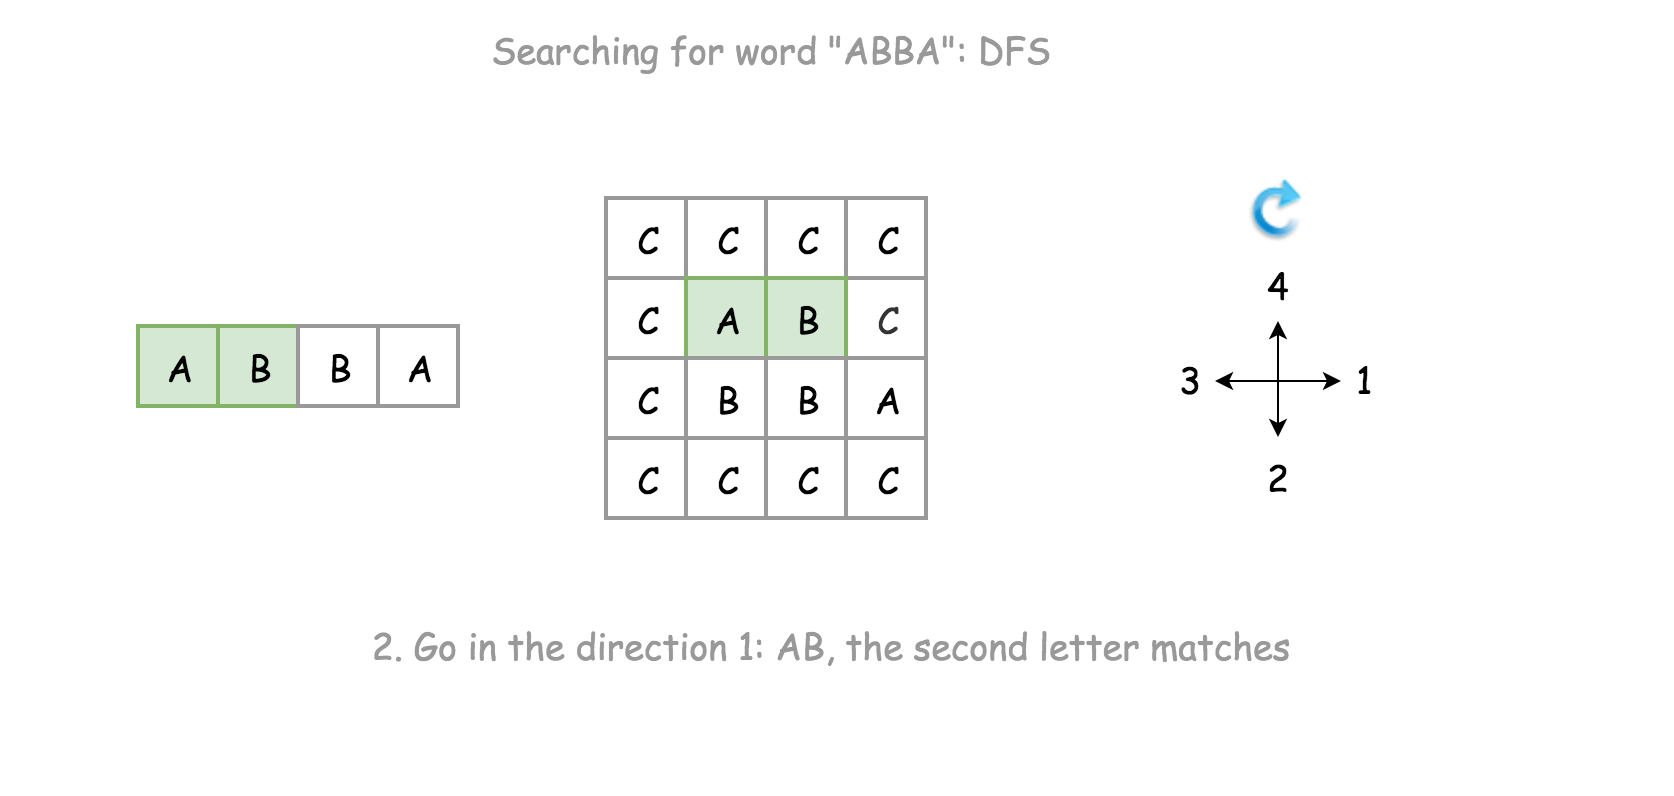 Searching for word "ABBA": DFS
C C C C
4
C A B C
A B B A
3 1
C B B A
2
C C C C
2. Go in the direction 1: AB, the second letter matches